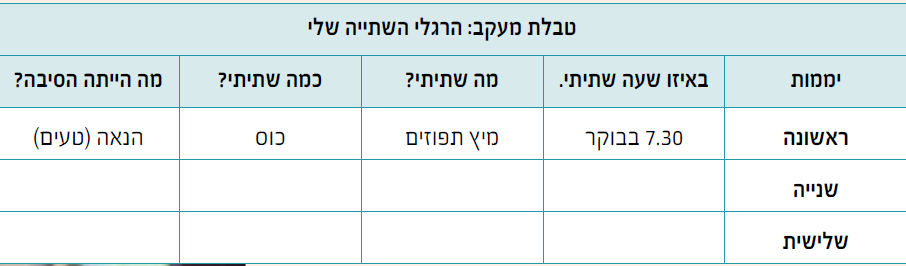 טבלת מעקב: הרגלי השתייה שלי
יממות באיזו שעה שתיתי. מה שתיתי? כמה שתיתי? מה הייתה הסיבה?
ראשונה 7.30 בבוקר מיץ תפוזים כוס הנאה (טעים)
שנייה
שלישית